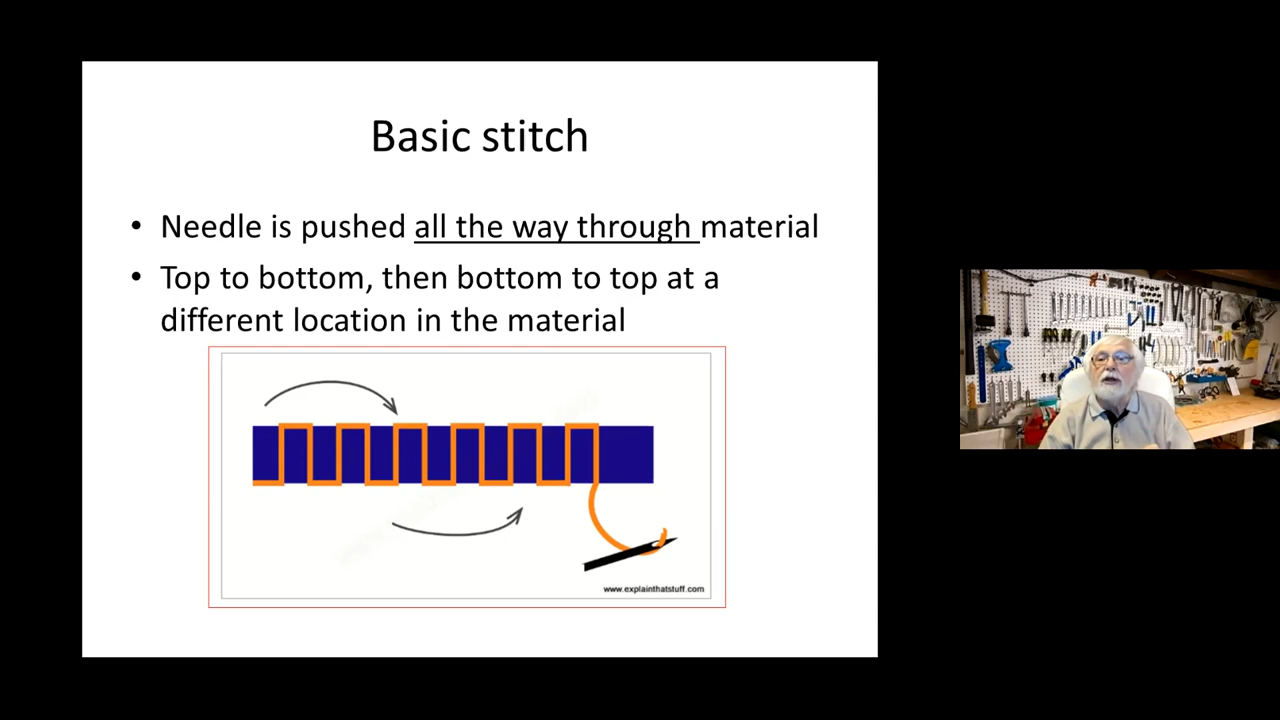 Basic stitch
• Needle is pushed all the way through material
• Top to bottom, then bottom to top at a
different location in the material
www.explainthatstuff.com